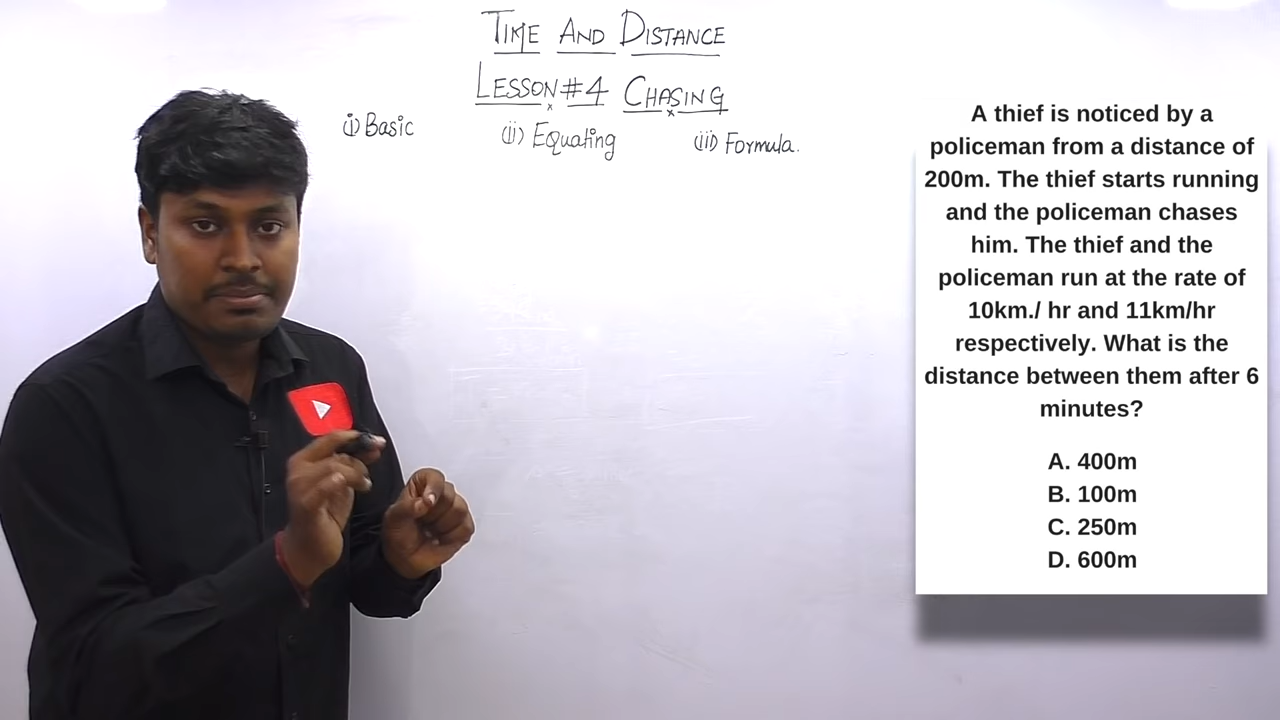 TIME AND DISTANCE
LESSON #4 CHASING
(i) Basic (ii) Equating (iii) Formula.
A thief is noticed by a
policeman from a distance of
200m. The thief starts running
and the policeman chases
him. The thief and the
policeman run at the rate of
10km./ hr and 11km/hr
respectively. What is the
distance between them after 6
minutes?
A. 400m
B. 100m
C. 250m
D. 600m